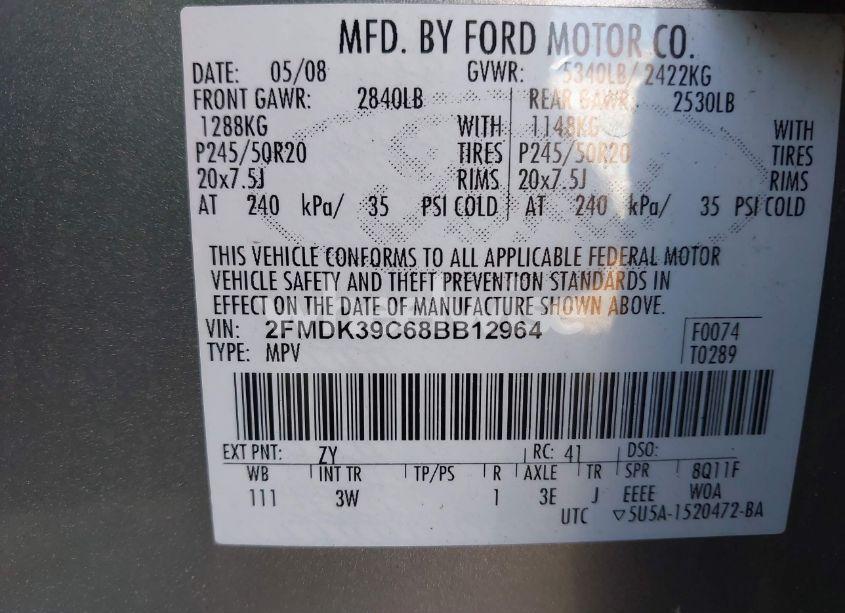 MFD. BY FORD MOTOR CO.
DATE: 05/08 GVWR: 5340LB/ 2422KG
FRONT GAWR: 2840LB REAR GAWR: 2530LB
1288KG WITH 1148KG WITH
P245/50R20 TIRES P245/50R20 TIRES
20x7.5J RIMS 20x7.5J RIMS
AT 240 kPa/ 35 PSI COLD AT 240 kPa/ 35 PSI COLD
THIS VEHICLE CONFORMS TO ALL APPLICABLE FEDERAL MOTOR
VEHICLE SAFETY AND THEFT PREVENTION STANDARDS IN
EFFECT ON THE DATE OF MANUFACTURE SHOWN ABOVE.
VIN: 2FMDK39C68BB12964 F0074
TYPE: MPV T0289
EXT PNT: ZY RC: 41 DSO:
WB INT TR TP/PS R AXLE TR SPR 8Q11F
111 3W 1 3E J EEEE W0A
UTC ▽5U5A-1520472-BA